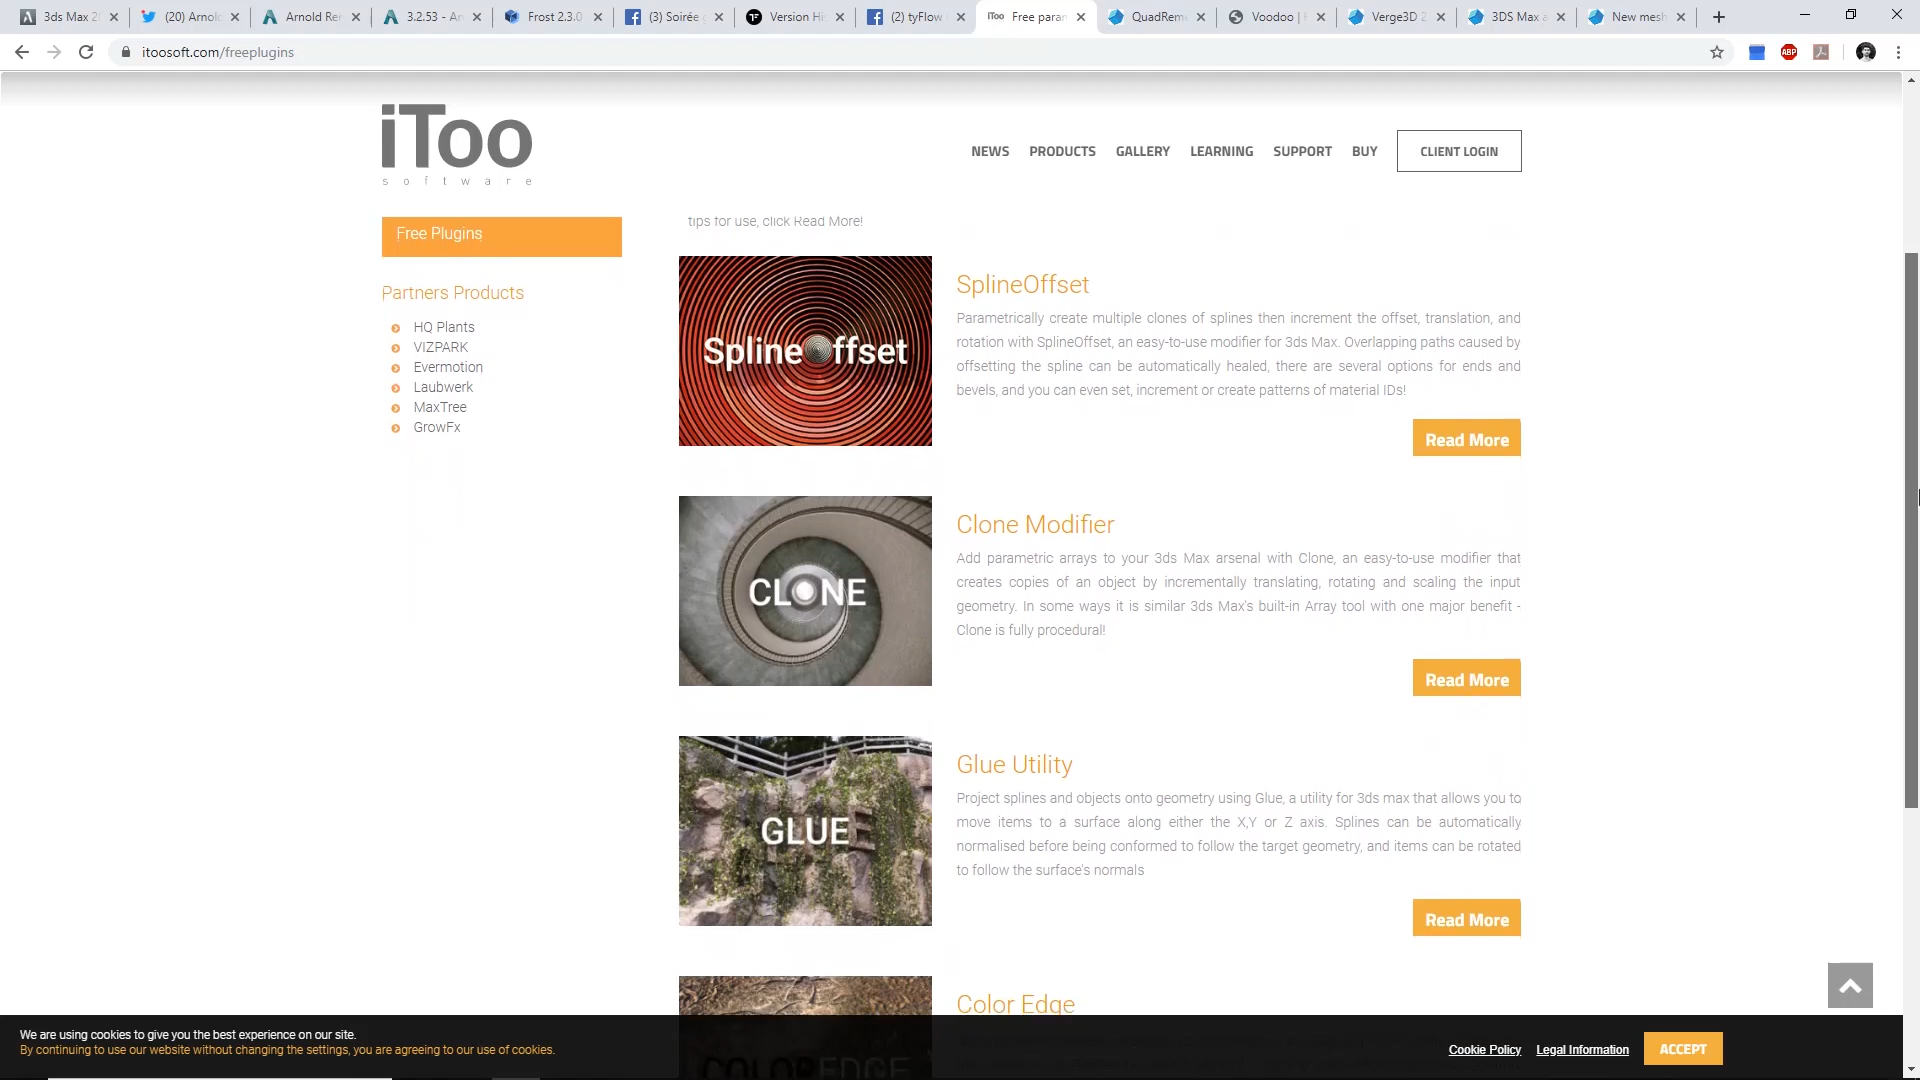 3ds Max 2
(20) Arnol
Arnold Re
3.2.53 - A
Frost 2.3.0
(3) Soirée
Version Hi
(2) tyFlow
iToo Free para
QuadRem
Voodoo |
Verge3D 2
3DS Max a
New mesh
itoosoft.com/freeplugins
ABP
iToo
software
NEWS PRODUCTS GALLERY LEARNING SUPPORT BUY CLIENT LOGIN
Free Plugins
Partners Products
HQ Plants
VIZPARK
Evermotion
Laubwerk
MaxTree
GrowFx
tips for use, click Read More!
SplineOffset
SplineOffset
Parametrically create multiple clones of splines then increment the offset, translation, and
rotation with SplineOffset, an easy-to-use modifier for 3ds Max. Overlapping paths caused by
offsetting the spline can be automatically healed, there are several options for ends and
bevels, and you can even set, increment or create patterns of material IDs!
Read More
CLONE
Clone Modifier
Add parametric arrays to your 3ds Max arsenal with Clone, an easy-to-use modifier that
creates copies of an object by incrementally translating, rotating and scaling the input
geometry. In some ways it is similar 3ds Max's built-in Array tool with one major benefit -
Clone is fully procedural!
Read More
GLUE
Glue Utility
Project splines and objects onto geometry using Glue, a utility for 3ds max that allows you to
move items to a surface along either the X,Y or Z axis. Splines can be automatically
normalised before being conformed to follow the target geometry, and items can be rotated
to follow the surface's normals
Read More
Color Edge
COLOREDGE
We are using cookies to give you the best experience on our site.
By continuing to use our website without changing the settings, you are agreeing to our use of cookies.
Cookie Policy Legal Information ACCEPT